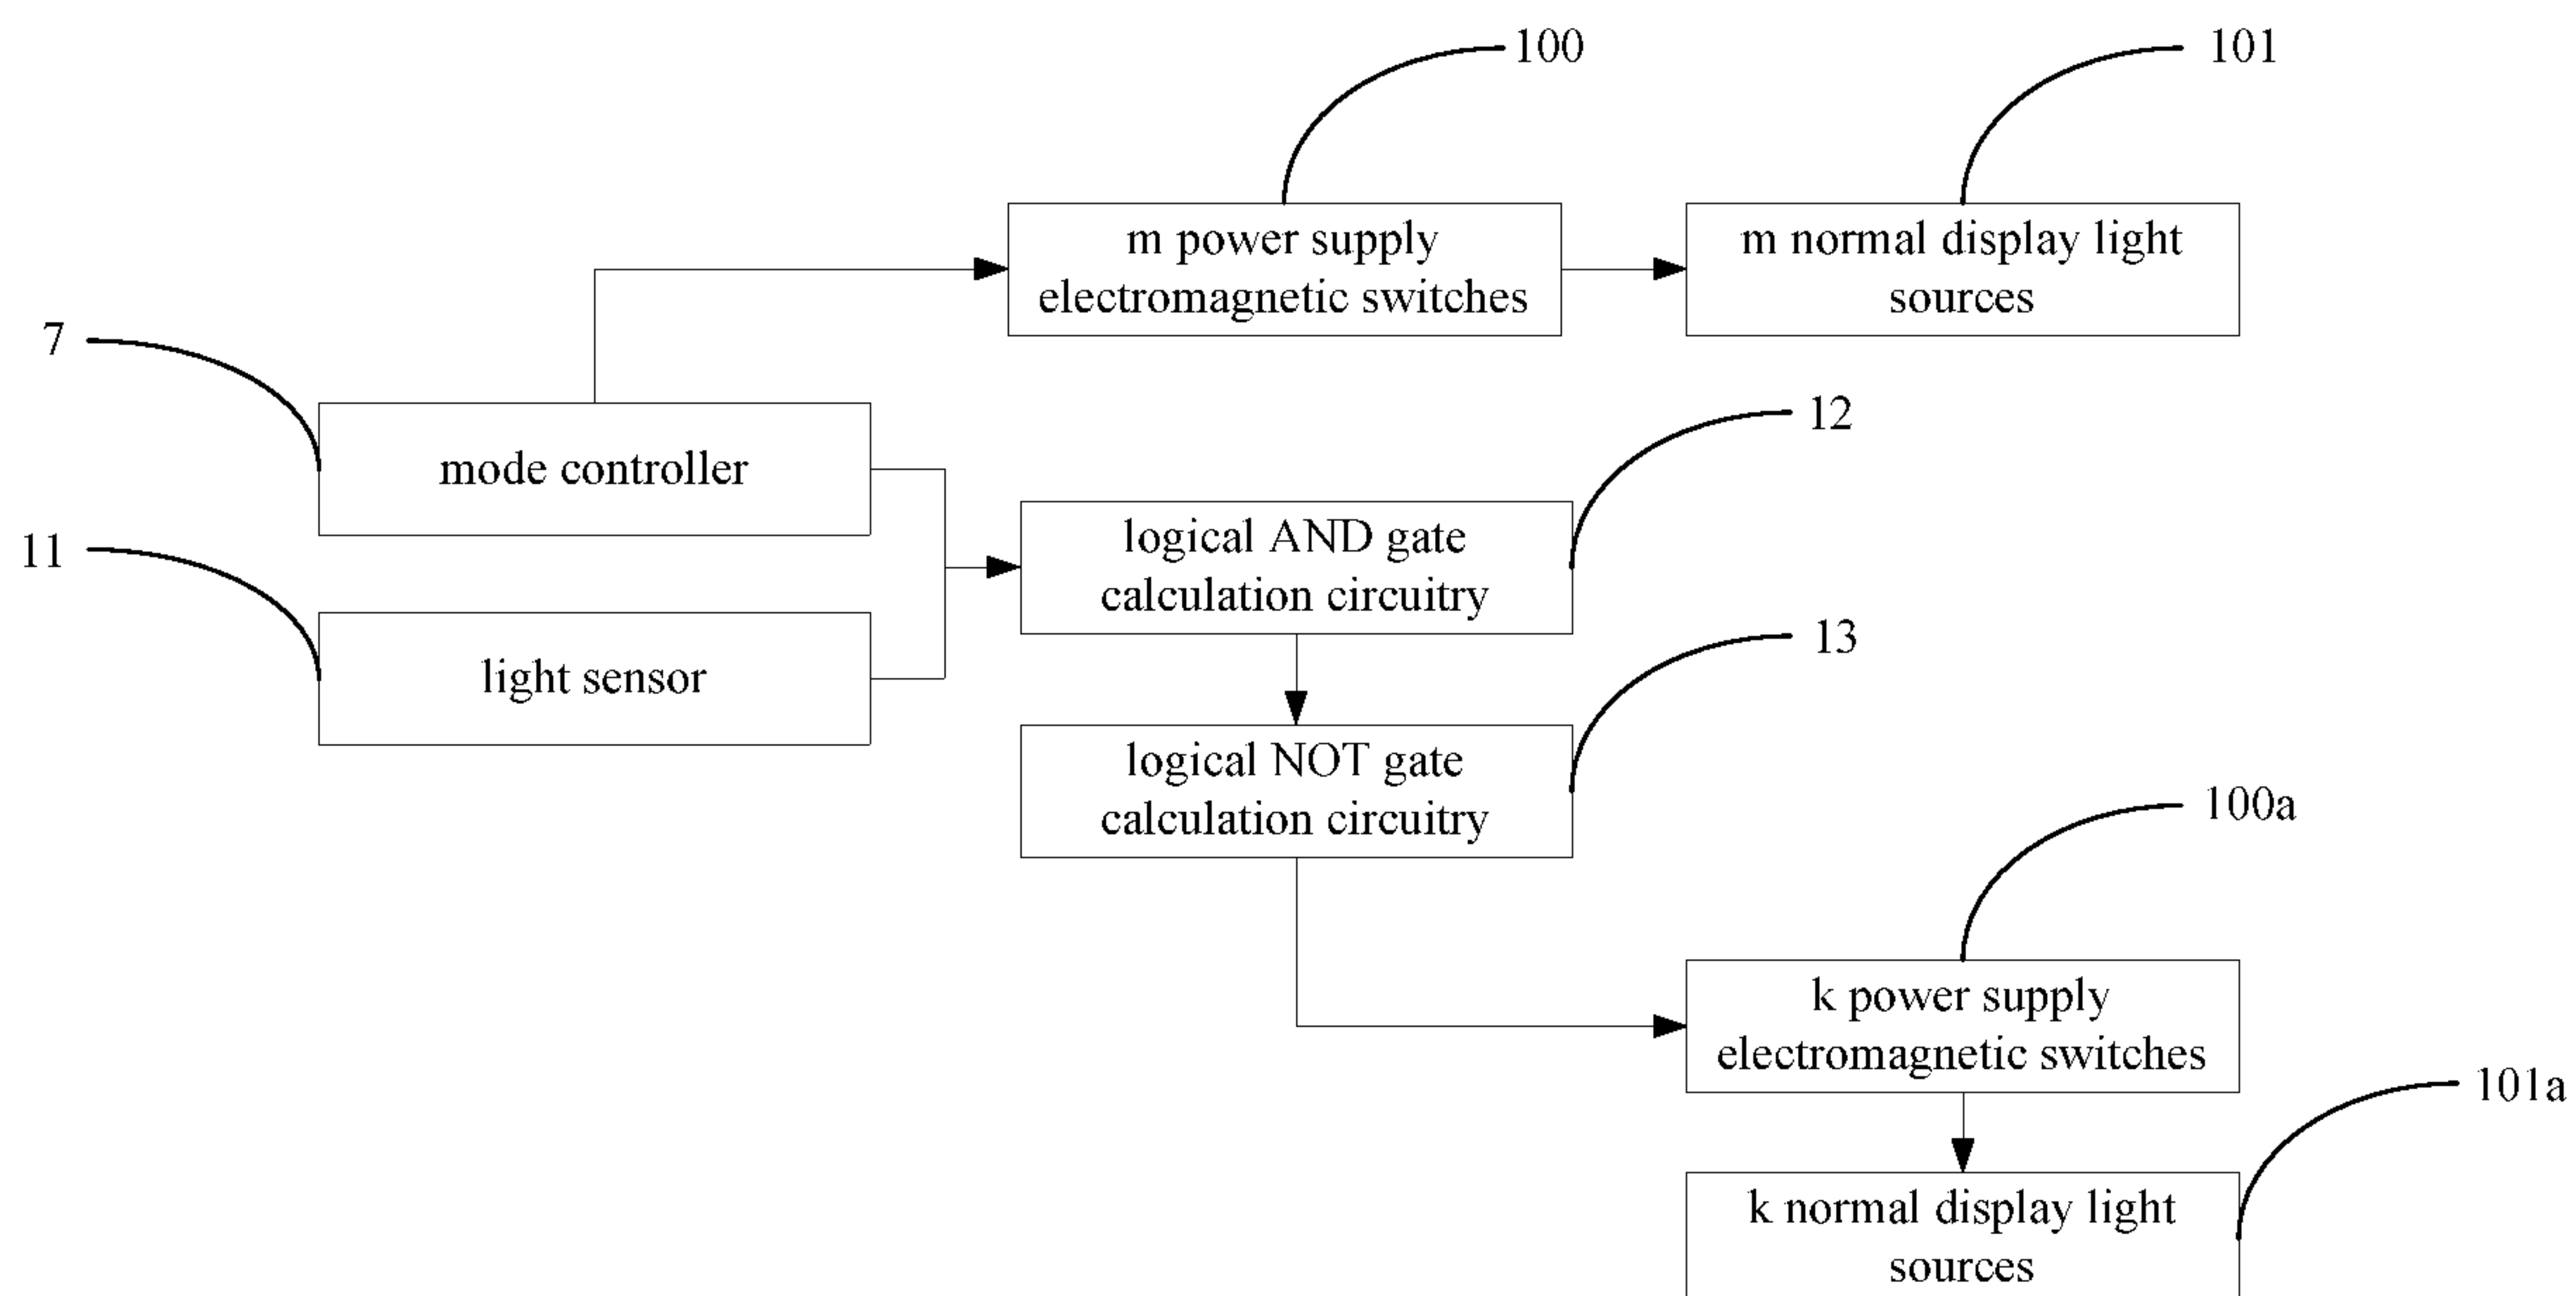 100
101
m power supply
electromagnetic switches
m normal display light
sources
7
mode controller
12
11
logical AND gate
calculation circuitry
light sensor
13
logical NOT gate
calculation circuitry
100a
k power supply
electromagnetic switches
101a
k normal display light
sources